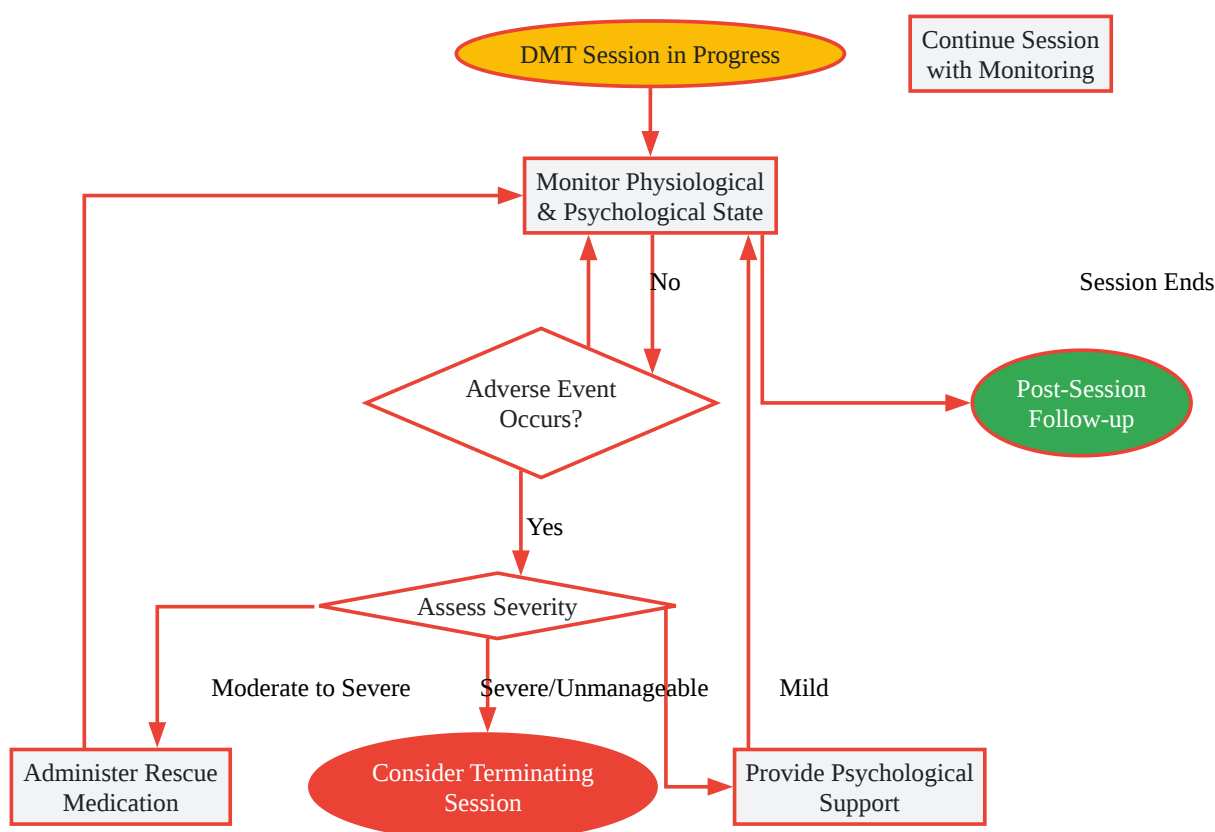 DMT Session in Progress
Continue Session
with Monitoring
Monitor Physiological
& Psychological State
No
Session Ends
Adverse Event
Occurs?
Post-Session
Follow-up
Yes
Assess Severity
Moderate to Severe
Severe/Unmanageable
Mild
Administer Rescue
Medication
Consider Terminating
Session
Provide Psychological
Support